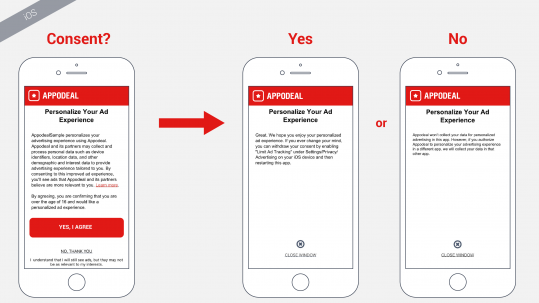 iOS
Consent?
Yes
No
APPODEAL
Personalize Your Ad
Experience
AppodealSample personalizes your
advertising experience using Appodeal.
Appodeal and its partners may collect and
process personal data such as device
identifiers, location data, and other
demographic and interest data to provide
advertising experience tailored to you. By
consenting to this improved ad experience,
you'll see ads that Appodeal and its partners
believe are more relevant to you. Learn more.
By agreeing, you are confirming that you are
over the age of 16 and would like a
personalized ad experience.
YES, I AGREE
NO, THANK YOU
I understand that I will still see ads, but they may not
be as relevant to my interests.
APPODEAL
Personalize Your Ad
Experience
Great. We hope you enjoy your personalized
ad experience. If you ever change your mind,
you can withdraw your consent by enabling
"Limit Ad Tracking" under Settings/Privacy/
Advertising on your iOS device and then
restarting this app.
CLOSE WINDOW
or
APPODEAL
Personalize Your Ad
Experience
Appodeal won't collect your data for personalized
advertising in this app. However, if you authorize
Appodeal to personalize your advertising experience
in a different app, we will collect your data in that
other app.
CLOSE WINDOW